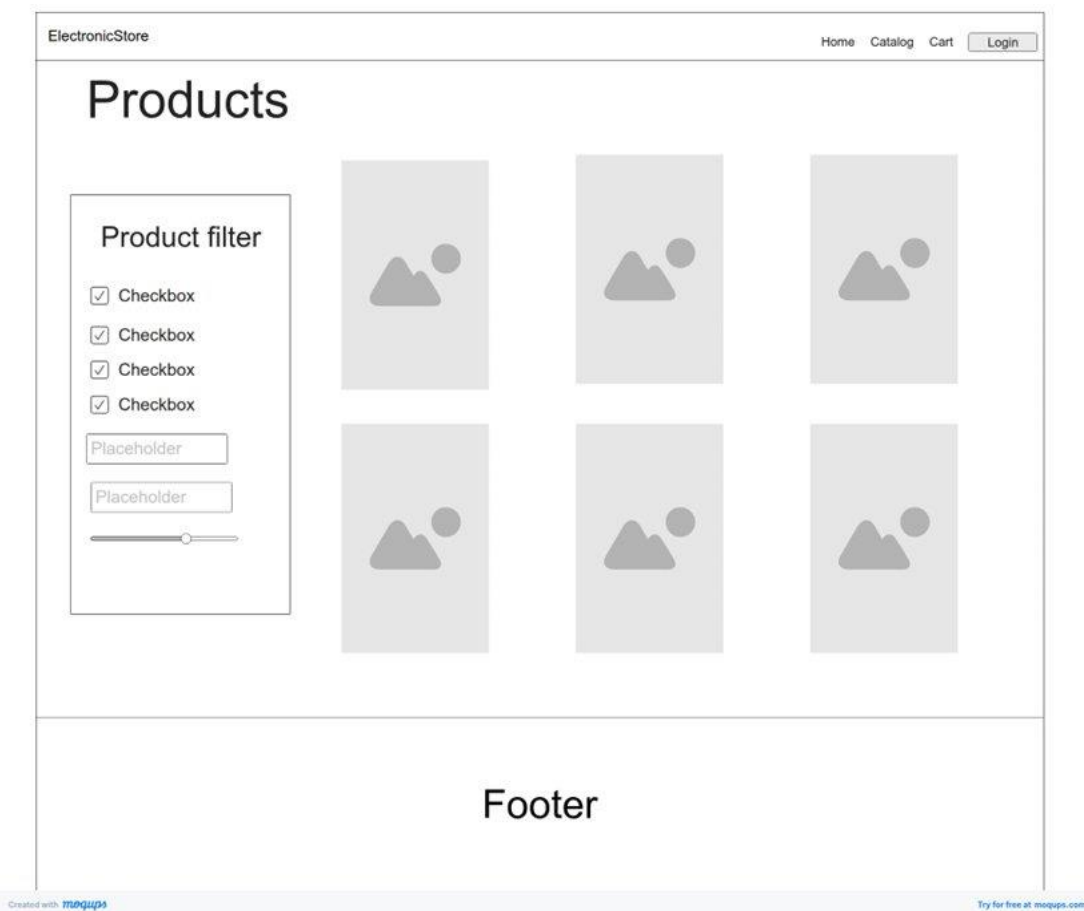 ElectronicStore
Home Catalog Cart Login
Products
Product filter
Checkbox
Checkbox
Checkbox
Checkbox
Placeholder
Placeholder
Footer
Created with moqups
Try for free at moqups.com